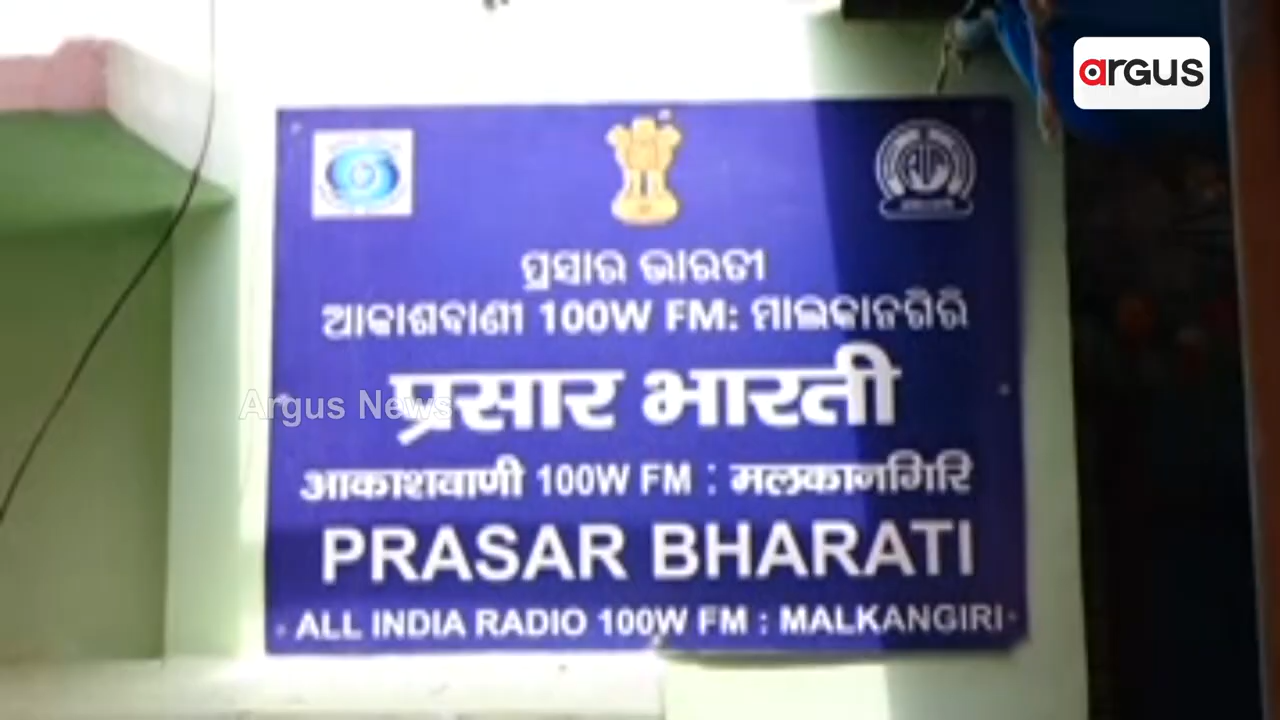 argus
ପ୍ରସାର ଭାରତୀ
ଆକାଶବାଣୀ 100W FM: ମାଲକାନଗିରି
प्रसार भारती
Argus News
आकाशवाणी 100W FM : मलकानगिरि
PRASAR BHARATI
ALL INDIA RADIO 100W FM : MALKANGIRI